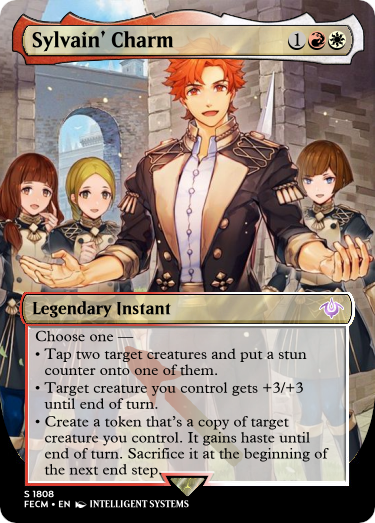 Sylvain' Charm 1
Legendary Instant
Choose one —
• Tap two target creatures and put a stun
counter onto one of them.
• Target creature you control gets +3/+3
until end of turn.
• Create a token that's a copy of target
creature you control. It gains haste until
end of turn. Sacrifice it at the beginning of
the next end step.
S 1808
FECM • EN INTELLIGENT SYSTEMS